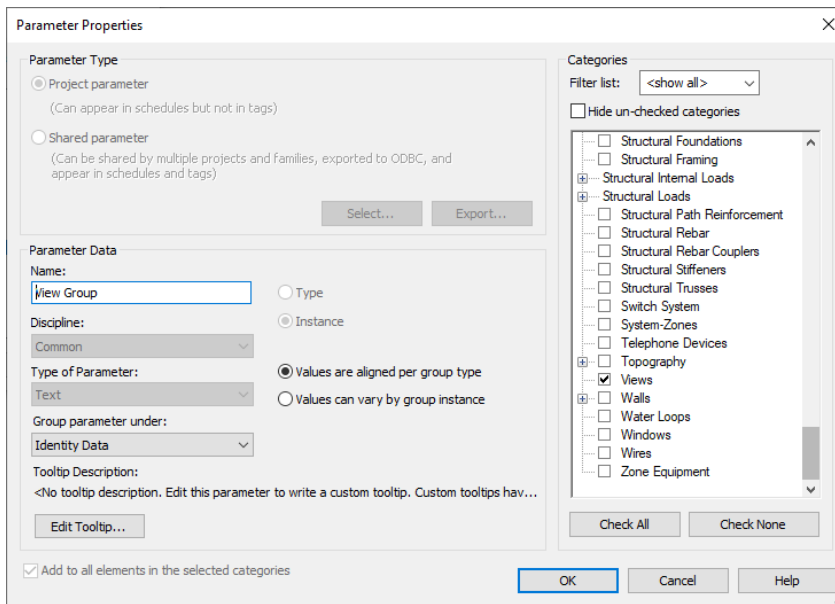 Parameter Properties
Parameter Type
Project parameter
(Can appear in schedules but not in tags)
Shared parameter
(Can be shared by multiple projects and families, exported to ODBC, and
appear in schedules and tags)
Select...
Export...
Parameter Data
Name:
View Group
Type
Discipline:
Instance
Common
Type of Parameter:
Values are aligned per group type
Text
Values can vary by group instance
Group parameter under:
Identity Data
Tooltip Description:
<No tooltip description. Edit this parameter to write a custom tooltip. Custom tooltips hav...
Edit Tooltip...
Add to all elements in the selected categories
Categories
Filter list:
<show all>
Hide un-checked categories
Structural Foundations
Structural Framing
Structural Internal Loads
Structural Loads
Structural Path Reinforcement
Structural Rebar
Structural Rebar Couplers
Structural Stiffeners
Structural Trusses
Switch System
System-Zones
Telephone Devices
Topography
Views
Walls
Water Loops
Windows
Wires
Zone Equipment
Check All
Check None
OK
Cancel
Help